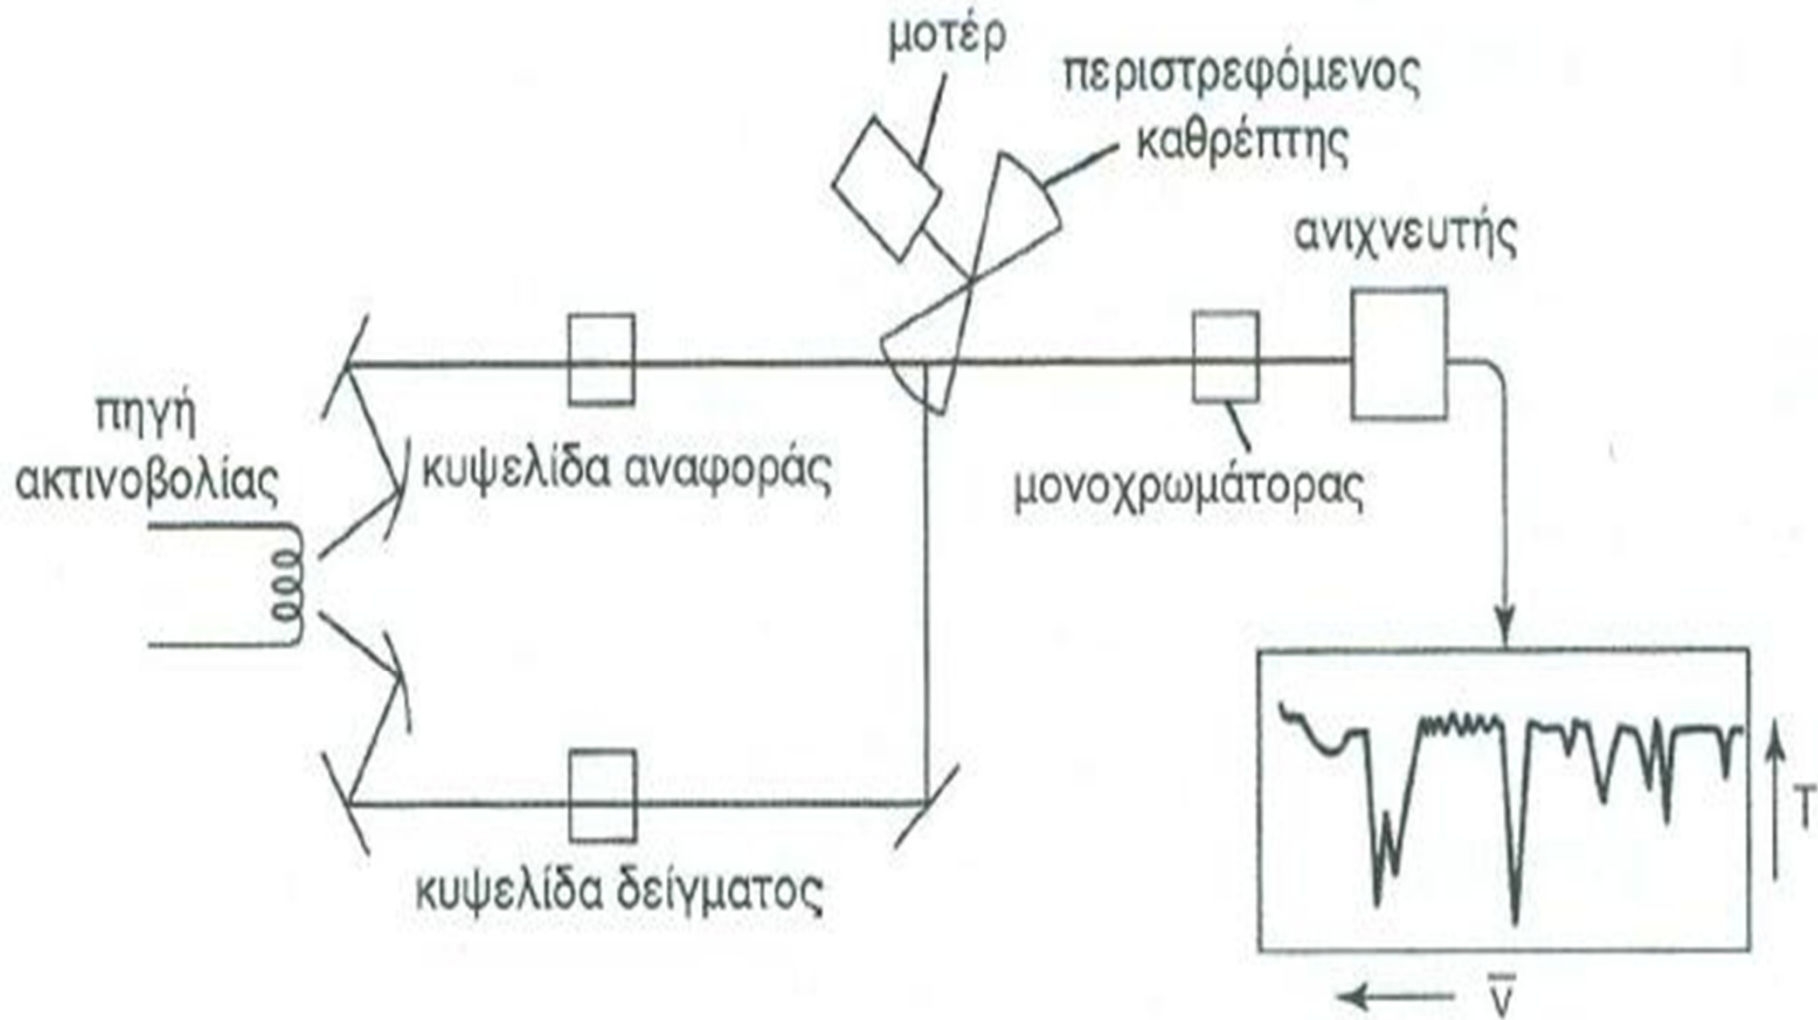 μοτέρ
περιστρεφόμενος
καθρέπτης
ανιχνευτής
πηγή
ακτινοβολίας
κυψελίδα αναφοράς
μονοχρωμάτορας
κυψελίδα δείγματος
T
ν̅